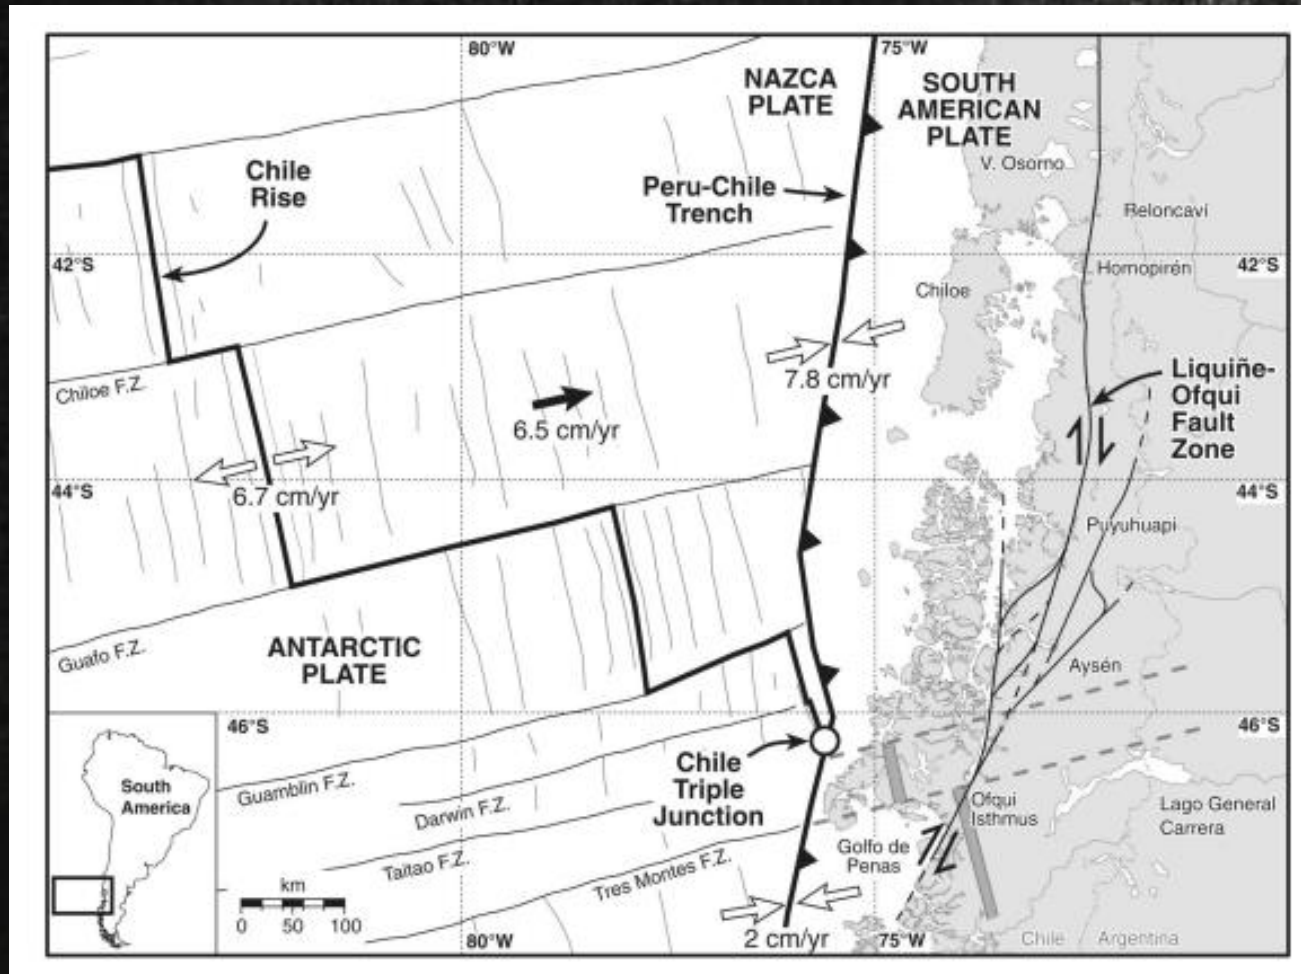 80°W
75°W
NAZCA
PLATE
SOUTH
AMERICAN
PLATE
V. Osorno
Chile
Rise
Peru-Chile
Trench
Reloncaví
42°S
Hornopirén
42°S
Chiloe
7.8 cm/yr
Chiloe F.Z.
Liquiñe-
Ofqui
Fault
Zone
6.5 cm/yr
6.7 cm/yr
44°S
44°S
Puyuhuapi
Guafo F.Z.
ANTARCTIC
PLATE
Aysén
46°S
46°S
Guamblin F.Z.
Darwin F.Z.
Taitao F.Z.
Tres Montes F.Z.
Chile
Triple
Junction
Ofqui
Isthmus
Golfo de
Penas
Lago General
Carrera
South
America
km
0 50 100
80°W
2 cm/yr
75°W
Chile Argentina